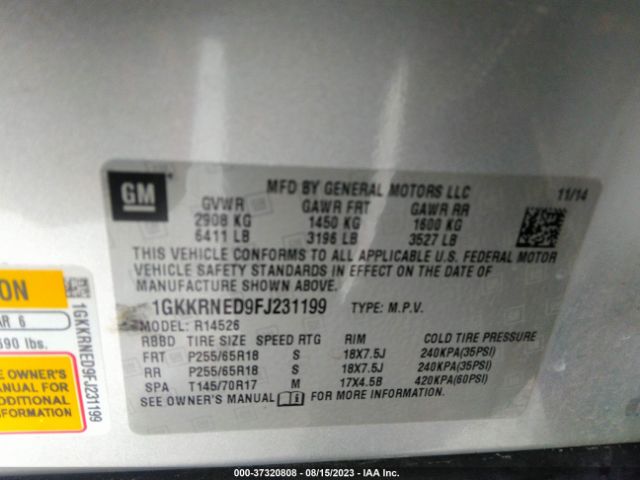 GM
MFD BY GENERAL MOTORS LLC
11/14
GVWR GAWR FRT GAWR RR
2908 KG 1450 KG 1600 KG
6411 LB 3196 LB 3527 LB
THIS VEHICLE CONFORMS TO ALL APPLICABLE U.S. FEDERAL MOTOR
VEHICLE SAFETY STANDARDS IN EFFECT ON THE DATE OF
MANUFACTURE SHOWN ABOVE.
1GKKRNED9FJ231199 TYPE: M.P.V.
MODEL: R14526
RBBD TIRE SIZE SPEED RTG RIM COLD TIRE PRESSURE
FRT P255/65R18 S 18X7.5J 240KPA(35PSI)
RR P255/65R18 S 18X7.5J 240KPA(35PSI)
SPA T145/70R17 M 17X4.5B 420KPA(60PSI)
SEE OWNER'S MANUAL FOR MORE INFORMATION.
ON
AR 6
90 lbs.
OWNER'S
ANUAL FOR
DDITIONAL
1GKKRNED9FJ231199
000-37320808 - 08/15/2023 - IAA Inc.